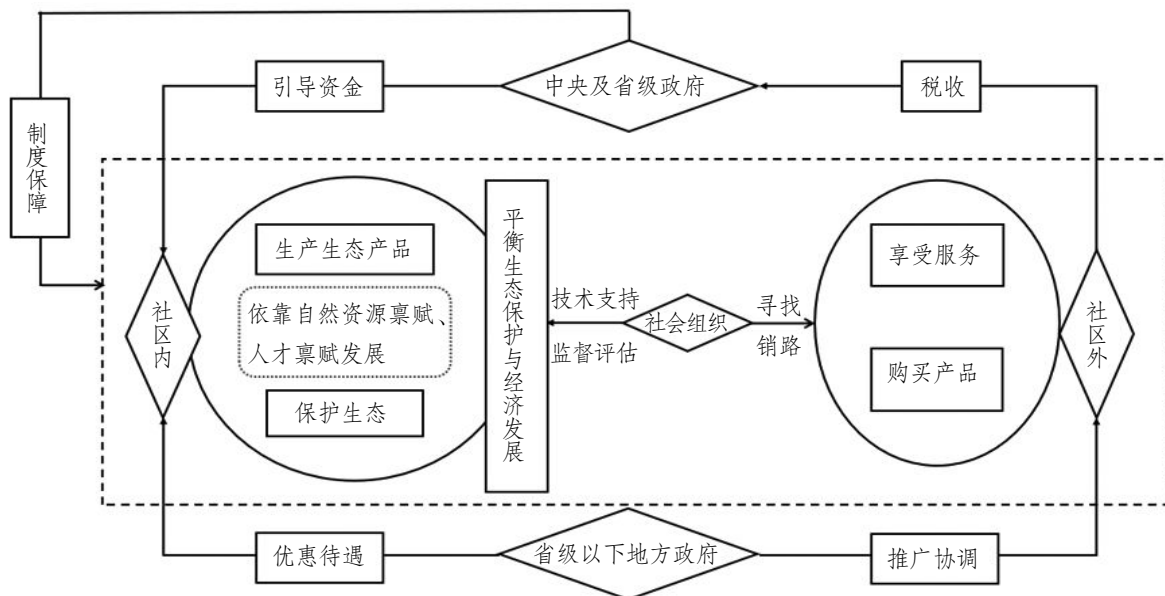 引导资金
中央及省级政府
税收
制度保障
生产生态产品
依靠自然资源禀赋、
人才禀赋发展
保护生态
社区内
平衡生态保护与经济发展
技术支持
监督评估
社会组织
寻找
销路
享受服务
购买产品
社区外
优惠待遇
省级以下地方政府
推广协调